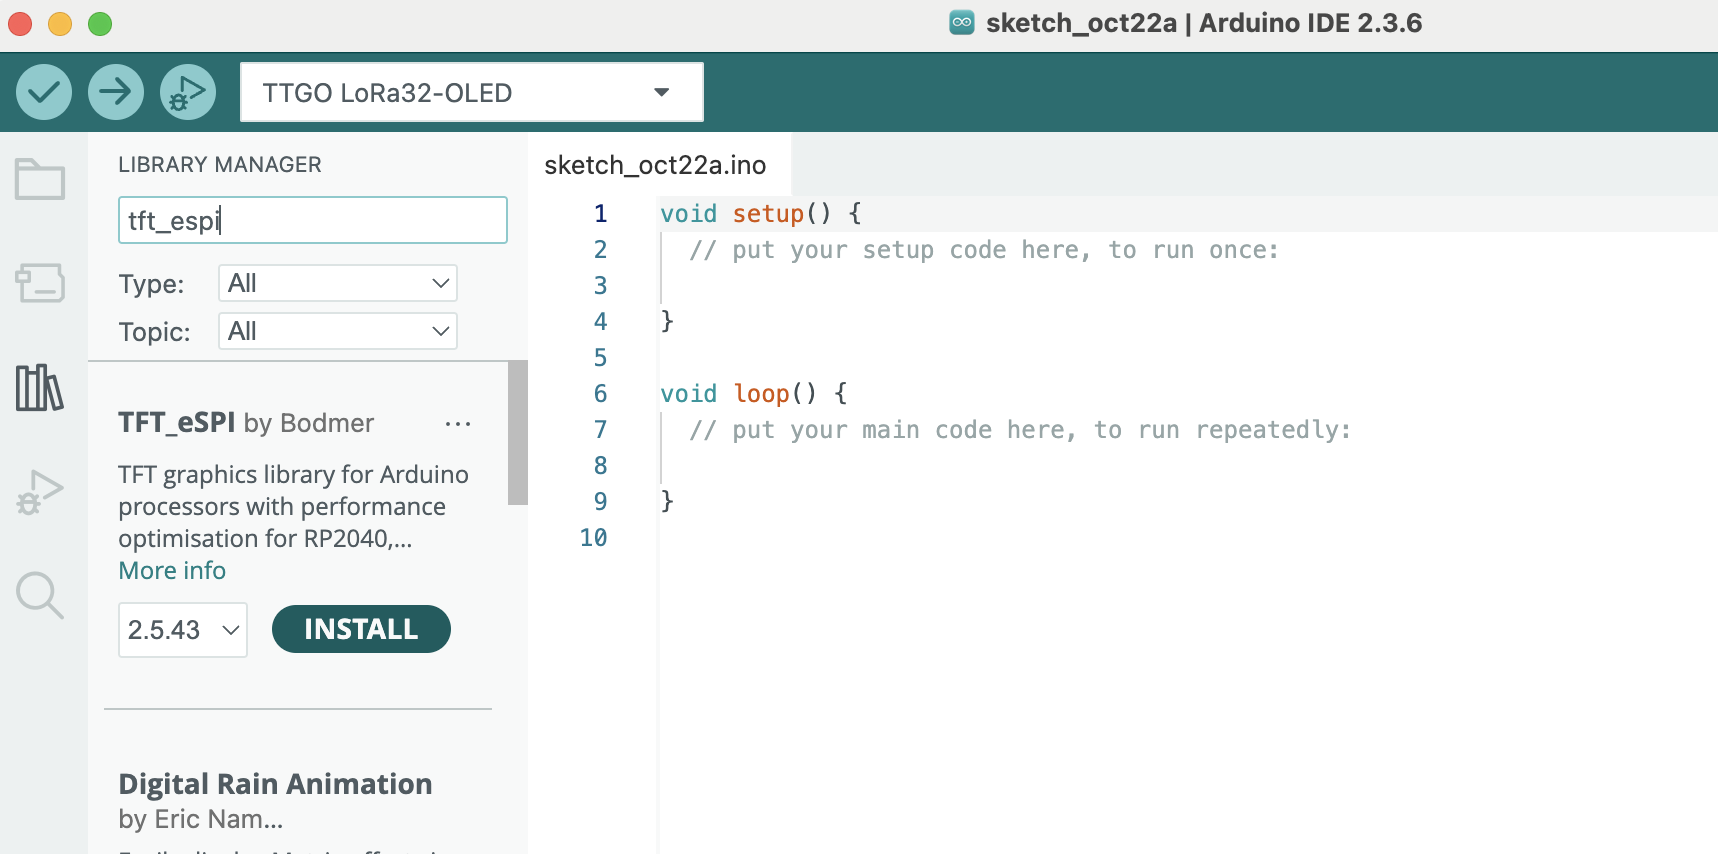 sketch_oct22a | Arduino IDE 2.3.6
TTGO LoRa32-OLED
LIBRARY MANAGER
tft_espi
Type: All
Topic: All
TFT_eSPI by Bodmer ...
TFT graphics library for Arduino
processors with performance
optimisation for RP2040,...
More info
2.5.43 INSTALL
Digital Rain Animation
by Eric Nam...
sketch_oct22a.ino
1 void setup() {
2 // put your setup code here, to run once:
3
4 }
5
6 void loop() {
7 // put your main code here, to run repeatedly:
8
9 }
10